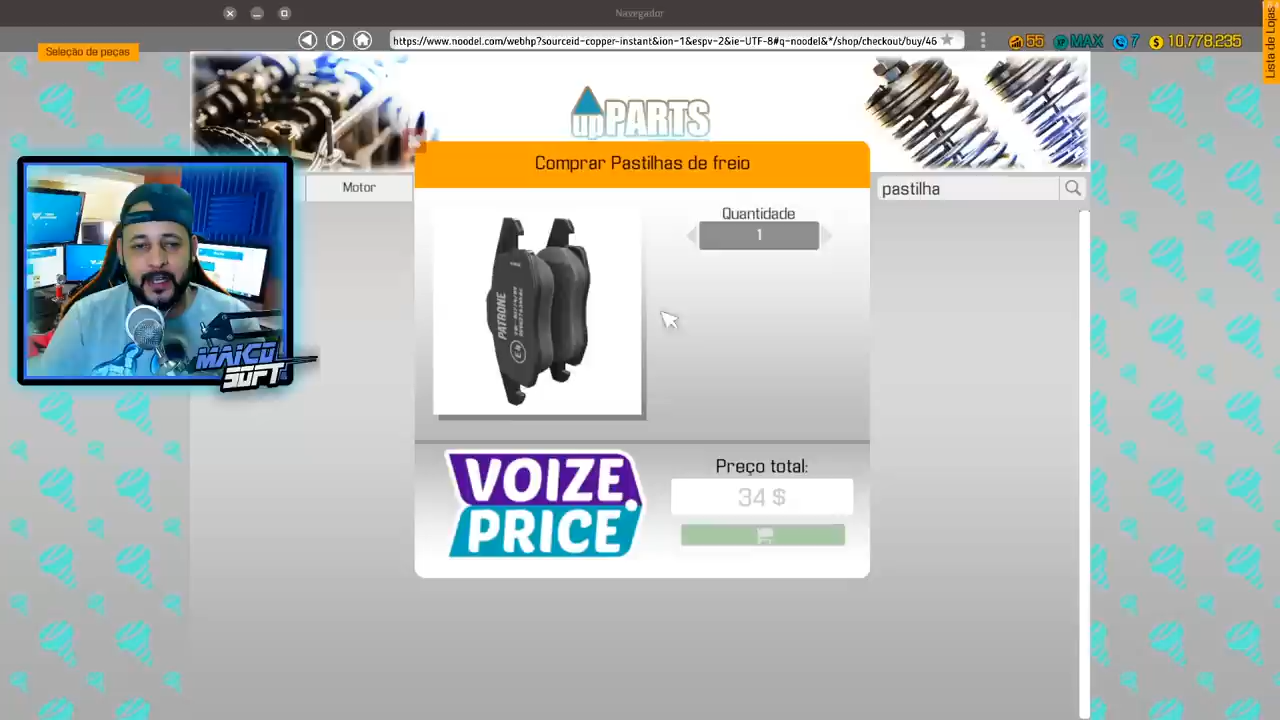 Navegador
Seleção de peças
https://www.noodel.com/webhp?sourceid-copper-instant&ion-1&espv-2&ie-UTF-8#q-noodel&*/shop/checkout/buy/46
55
XP MAX
7
$ 10,778,235
Lista de Lojas
upPARTS
Comprar Pastilhas de freio
Motor
pastilha
Quantidade
1
PATRONE
MAICO
SOFT
VOIZE
PRICE
Preço total:
34 $